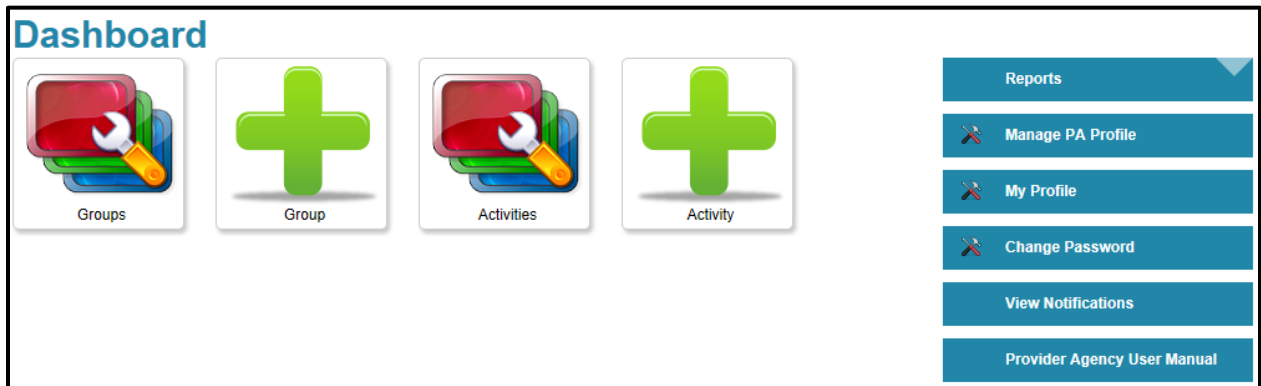 Dashboard
Groups
Group
Activities
Activity
Reports
Manage PA Profile
My Profile
Change Password
View Notifications
Provider Agency User Manual